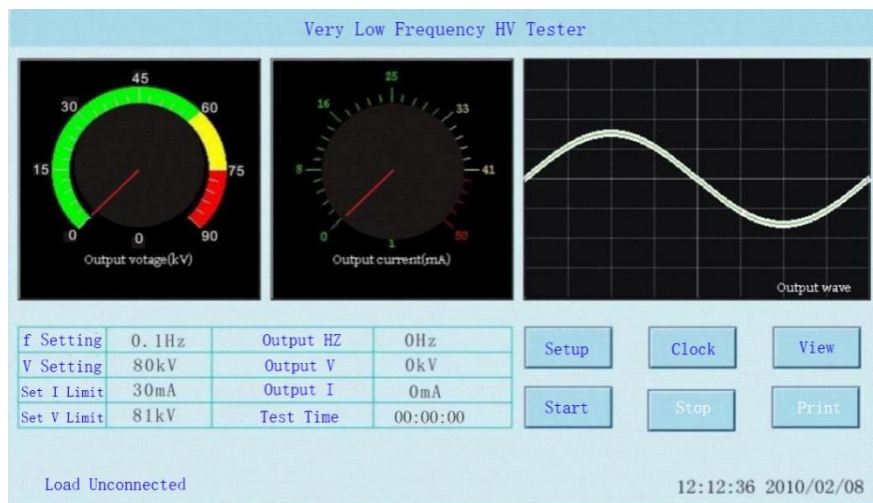 Very Low Frequency HV Tester
45
30
60
15
75
0
0
90
Output votage(kV)
25
16
33
8
41
0
1
50
Output current(mA)
Output wave
f Setting 0.1Hz Output HZ 0Hz
V Setting 80kV Output V 0kV
Set I Limit 30mA Output I 0mA
Set V Limit 81kV Test Time 00:00:00
Setup Clock View
Start Stop Print
Load Unconnected
12:12:36 2010/02/08